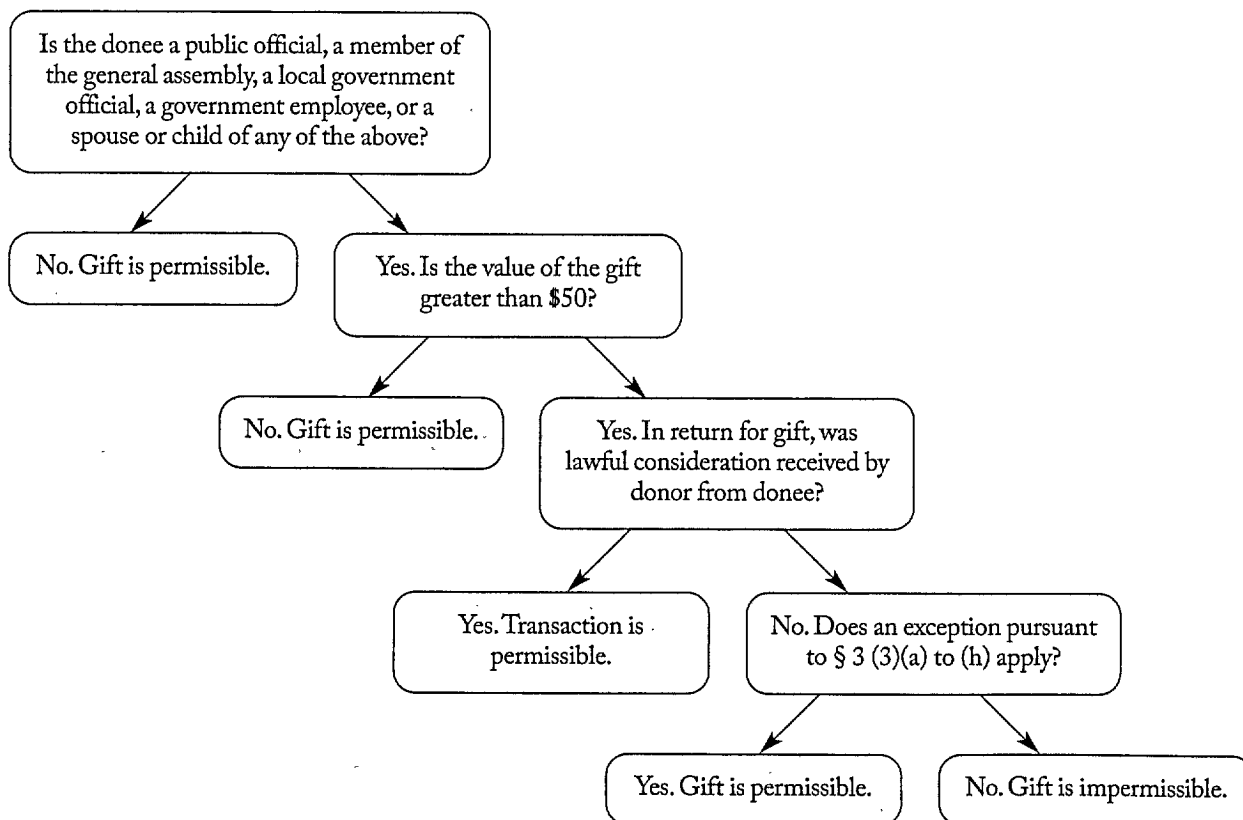 Is the donee a public official, a member of
the general assembly, a local government
official, a government employee, or a
spouse or child of any of the above?
No. Gift is permissible.
Yes. Is the value of the gift
greater than $50?
No. Gift is permissible.
Yes. In return for gift, was
lawful consideration received by
donor from donee?
Yes. Transaction is
permissible.
No. Does an exception pursuant
to § 3 (3)(a) to (h) apply?
Yes. Gift is permissible.
No. Gift is impermissible.